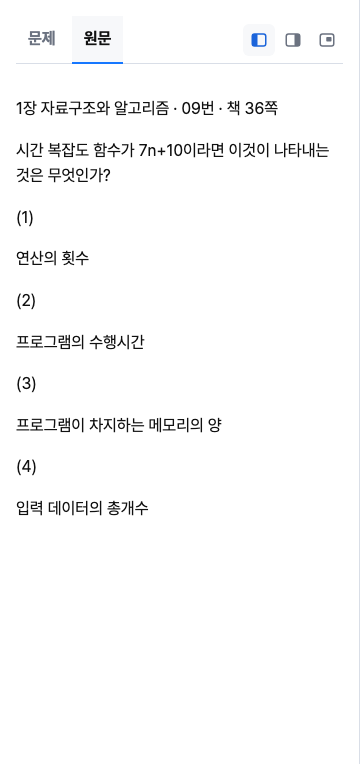 문제 원문
1장 자료구조와 알고리즘 · 09번 · 책 36쪽
시간 복잡도 함수가 7n+10이라면 이것이 나타내는
것은 무엇인가?
(1)
연산의 횟수
(2)
프로그램의 수행시간
(3)
프로그램이 차지하는 메모리의 양
(4)
입력 데이터의 총개수